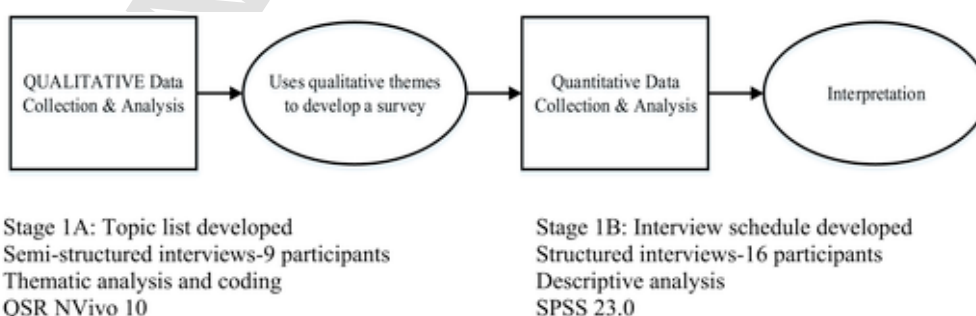 QUALITATIVE Data
Collection & Analysis
Uses qualitative themes
to develop a survey
Quantitative Data
Collection & Analysis
Interpretation
Stage 1A: Topic list developed
Semi-structured interviews-9 participants
Thematic analysis and coding
QSR NVivo 10
Stage 1B: Interview schedule developed
Structured interviews-16 participants
Descriptive analysis
SPSS 23.0